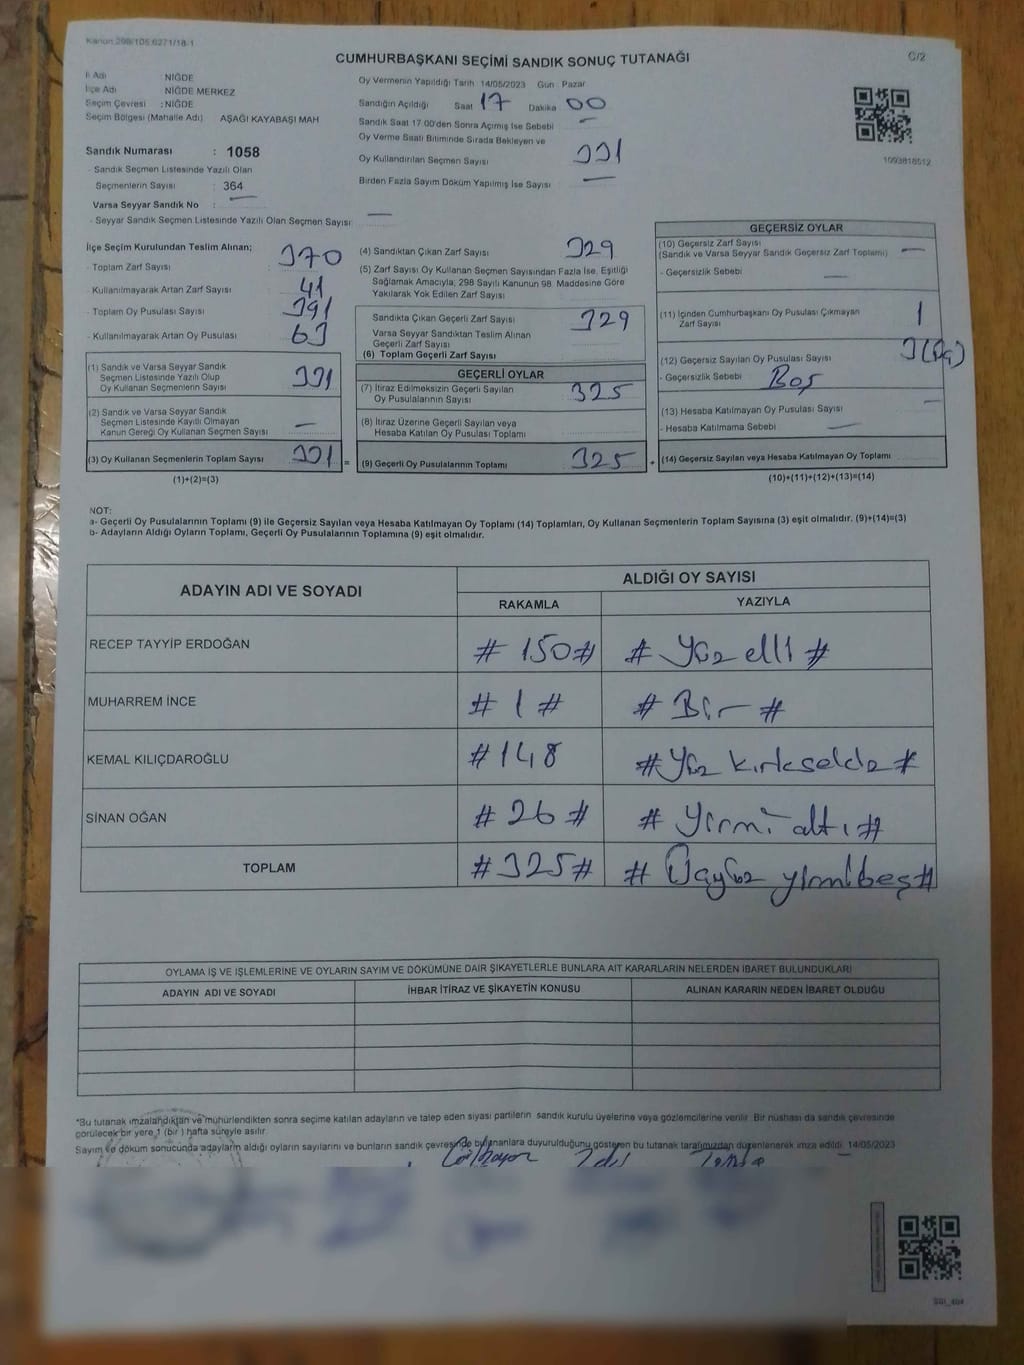 Kanun:298/105,6271/18-1
CUMHURBAŞKANI SEÇİMİ SANDIK SONUÇ TUTANAĞI
C/2
İl Adı NİĞDE
İlçe Adı NİĞDE MERKEZ
Seçim Çevresi : NİĞDE
Seçim Bölgesi (Mahalle Adı) AŞAĞI KAYABAŞI MAH
Sandık Numarası : 1058
- Sandık Seçmen Listesinde Yazılı Olan
Seçmenlerin Sayısı : 364
Varsa Seyyar Sandık No —
- Seyyar Sandık Seçmen Listesinde Yazılı Olan Seçmen Sayısı: —
Oy Vermenin Yapıldığı Tarih 14/05/2023 Gün Pazar
Sandığın Açıldığı Saat 17 Dakika 00
Sandık Saat 17.00'den Sonra Açılmış İse Sebebi —
Oy Verme Saati Bitiminde Sırada Bekleyen ve
Oy Kullandırılan Seçmen Sayısı 331
Birden Fazla Sayım Döküm Yapılmış İse Sayısı —
1093818512
İlçe Seçim Kurulundan Teslim Alınan;
- Toplam Zarf Sayısı : 370
- Kullanılmayarak Artan Zarf Sayısı : 41
- Toplam Oy Pusulası Sayısı : 391
- Kullanılmayarak Artan Oy Pusulası : 63
(1) Sandık ve Varsa Seyyar Sandık
Seçmen Listesinde Yazılı Olup
Oy Kullanan Seçmenlerin Sayısı 331
(2) Sandık ve Varsa Seyyar Sandık
Seçmen Listesinde Kayıtlı Olmayan
Kanun Gereği Oy Kullanan Seçmen Sayısı —
(3) Oy Kullanan Seçmenlerin Toplam Sayısı 331 =
(1)+(2)=(3)
(4) Sandıktan Çıkan Zarf Sayısı 329
(5) Zarf Sayısı Oy Kullanan Seçmen Sayısından Fazla İse, Eşitliği
Sağlamak Amacıyla; 298 Sayılı Kanunun 98. Maddesine Göre
Yakılarak Yok Edilen Zarf Sayısı
Sandıkta Çıkan Geçerli Zarf Sayısı 329
Varsa Seyyar Sandıktan Teslim Alınan
Geçerli Zarf Sayısı
(6) Toplam Geçerli Zarf Sayısı
GEÇERLİ OYLAR
(7) İtiraz Edilmeksizin Geçerli Sayılan
Oy Pusulalarının Sayısı 325
(8) İtiraz Üzerine Geçerli Sayılan veya
Hesaba Katılan Oy Pusulası Toplamı
(9) Geçerli Oy Pusulalarının Toplamı 325 +
GEÇERSİZ OYLAR
(10) Geçersiz Zarf Sayısı
(Sandık ve Varsa Seyyar Sandık Geçersiz Zarf Toplamı) —
- Geçersizlik Sebebi —
(11) İçinden Cumhurbaşkanı Oy Pusulası Çıkmayan
Zarf Sayısı 1
(12) Geçersiz Sayılan Oy Pusulası Sayısı 3
- Geçersizlik Sebebi Boş
(13) Hesaba Katılmayan Oy Pusulası Sayısı —
- Hesaba Katılmama Sebebi —
(14) Geçersiz Sayılan veya Hesaba Katılmayan Oy Toplamı
(10)+(11)+(12)+(13)=(14)
NOT:
a- Geçerli Oy Pusulalarının Toplamı (9) ile Geçersiz Sayılan veya Hesaba Katılmayan Oy Toplamı (14) Toplamları, Oy Kullanan Seçmenlerin Toplam Sayısına (3) eşit olmalıdır. (9)+(14)=(3)
b- Adayların Aldığı Oyların Toplamı, Geçerli Oy Pusulalarının Toplamına (9) eşit olmalıdır.
ADAYIN ADI VE SOYADI ALDIĞI OY SAYISI
RAKAMLA YAZIYLA
RECEP TAYYİP ERDOĞAN # 150# # Yüz elli #
MUHARREM İNCE # 1 # # Bir #
KEMAL KILIÇDAROĞLU #148 #Yüz kırksekiz #
SİNAN OĞAN # 26 # # Yirmi altı #
TOPLAM #325# # Üçyüz yirmibeş#
OYLAMA İŞ VE İŞLEMLERİNE VE OYLARIN SAYIM VE DÖKÜMÜNE DAİR ŞİKAYETLERLE BUNLARA AİT KARARLARIN NELERDEN İBARET BULUNDUKLARI
ADAYIN ADI VE SOYADI İHBAR İTİRAZ VE ŞİKAYETİN KONUSU ALINAN KARARIN NEDEN İBARET OLDUĞU
*Bu tutanak imzalandıktan ve mühürlendikten sonra seçime katılan adayların ve talep eden siyasi partilerin sandık kurulu üyelerine veya gözlemcilerine verilir. Bir nüshası da sandık çevresinde
görülecek bir yere 1 (bir) hafta süreyle asılır.
Sayım ve döküm sonucunda adayların aldığı oyların sayılarını ve bunların sandık çevresinde bulunanlara duyurulduğunu gösteren bu tutanak tarafımızdan düzenlenerek imza edildi. 14/05/2023